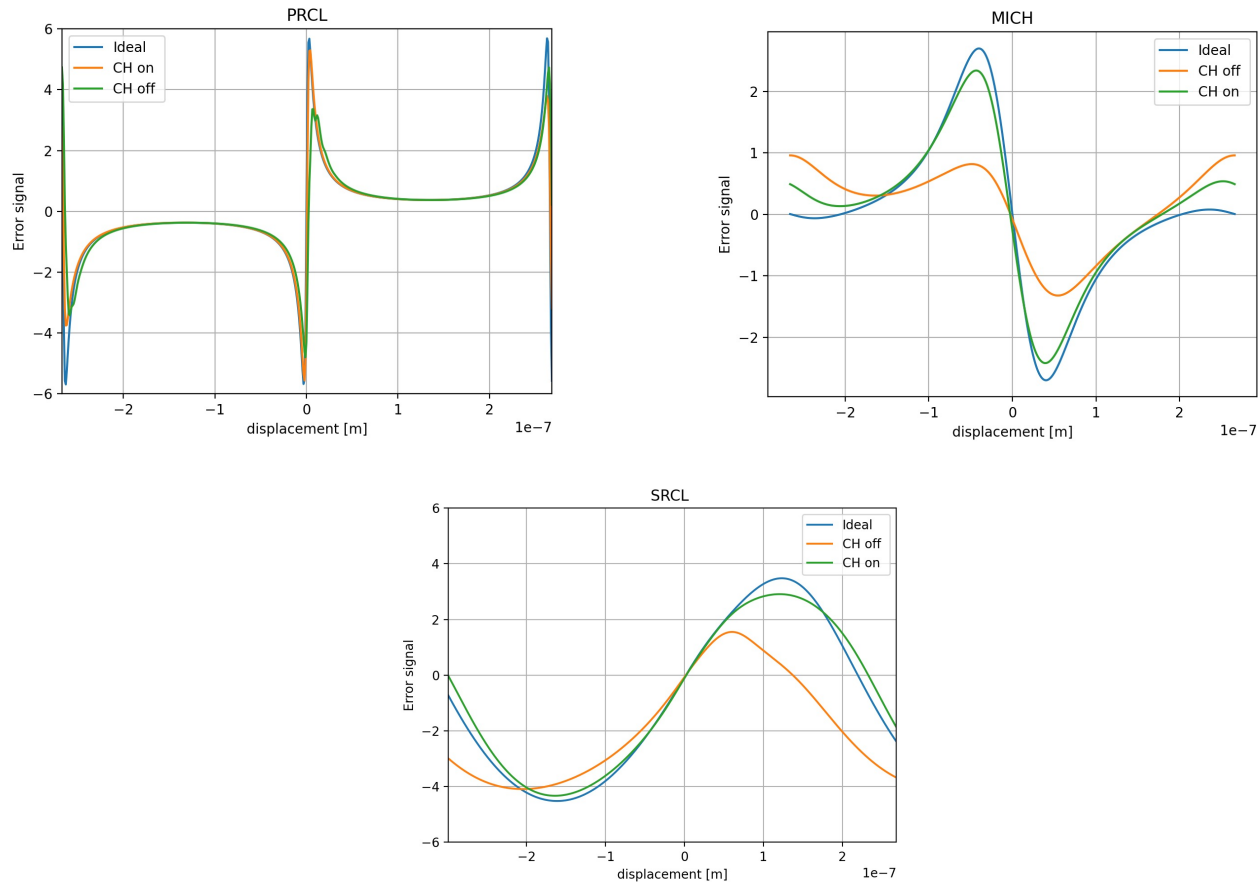 PRCL
Ideal
CH on
CH off
6
4
2
0
−2
−4
−6
Error signal
−2
−1
0
1
2
displacement [m]
1e−7
MICH
Ideal
CH off
CH on
2
1
0
−1
−2
Error signal
−2
−1
0
1
2
displacement [m]
1e−7
SRCL
Ideal
CH off
CH on
6
4
2
0
−2
−4
−6
Error signal
−2
−1
0
1
2
displacement [m]
1e−7